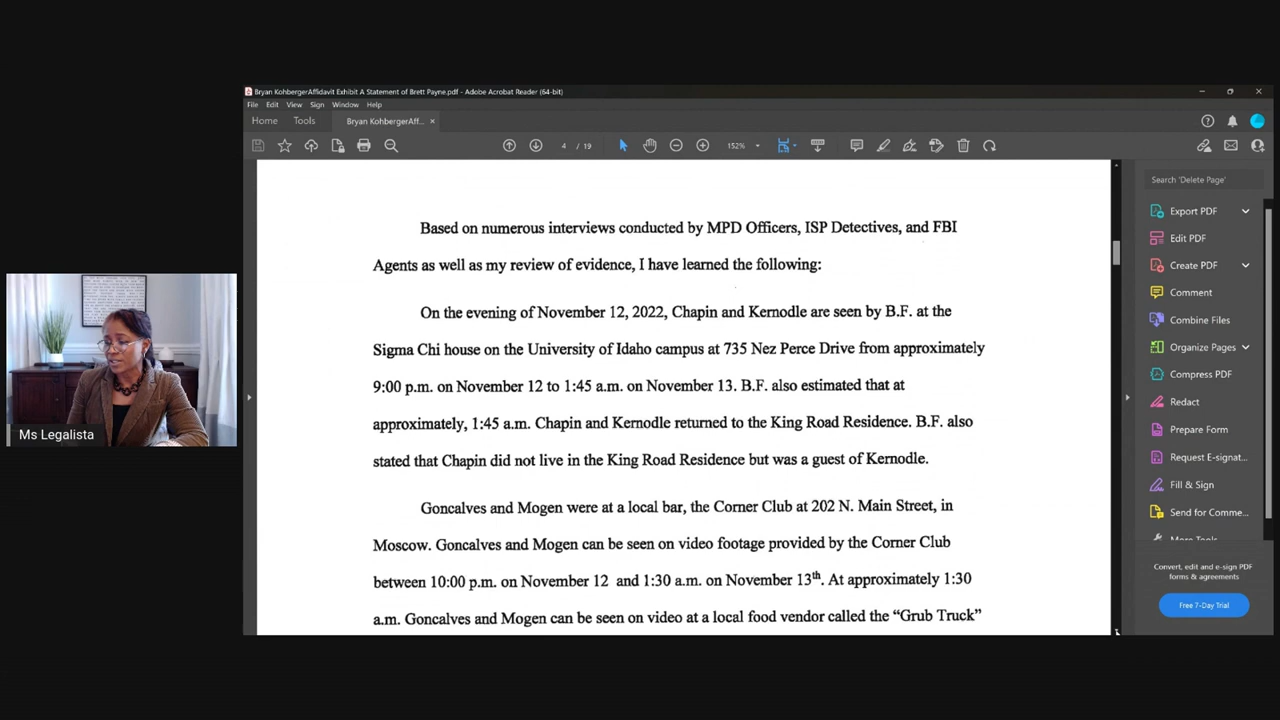 Bryan KohbergerAffidavit Exhibit A Statement of Brett Payne.pdf - Adobe Acrobat Reader (64-bit)
File Edit View Sign Window Help
Home Tools Bryan KohbergerAff... ×
4 / 19 152%
Based on numerous interviews conducted by MPD Officers, ISP Detectives, and FBI
Agents as well as my review of evidence, I have learned the following:
On the evening of November 12, 2022, Chapin and Kernodle are seen by B.F. at the
Sigma Chi house on the University of Idaho campus at 735 Nez Perce Drive from approximately
9:00 p.m. on November 12 to 1:45 a.m. on November 13. B.F. also estimated that at
approximately, 1:45 a.m. Chapin and Kernodle returned to the King Road Residence. B.F. also
stated that Chapin did not live in the King Road Residence but was a guest of Kernodle.
Goncalves and Mogen were at a local bar, the Corner Club at 202 N. Main Street, in
Moscow. Goncalves and Mogen can be seen on video footage provided by the Corner Club
between 10:00 p.m. on November 12 and 1:30 a.m. on November 13th. At approximately 1:30
a.m. Goncalves and Mogen can be seen on video at a local food vendor called the “Grub Truck”
Search 'Delete Page'
Export PDF
Edit PDF
Create PDF
Comment
Combine Files
Organize Pages
Compress PDF
Redact
Prepare Form
Request E-signat...
Fill & Sign
Send for Comme...
More Tools
Convert, edit and e-sign PDF
forms & agreements
Free 7-Day Trial
Ms Legalista